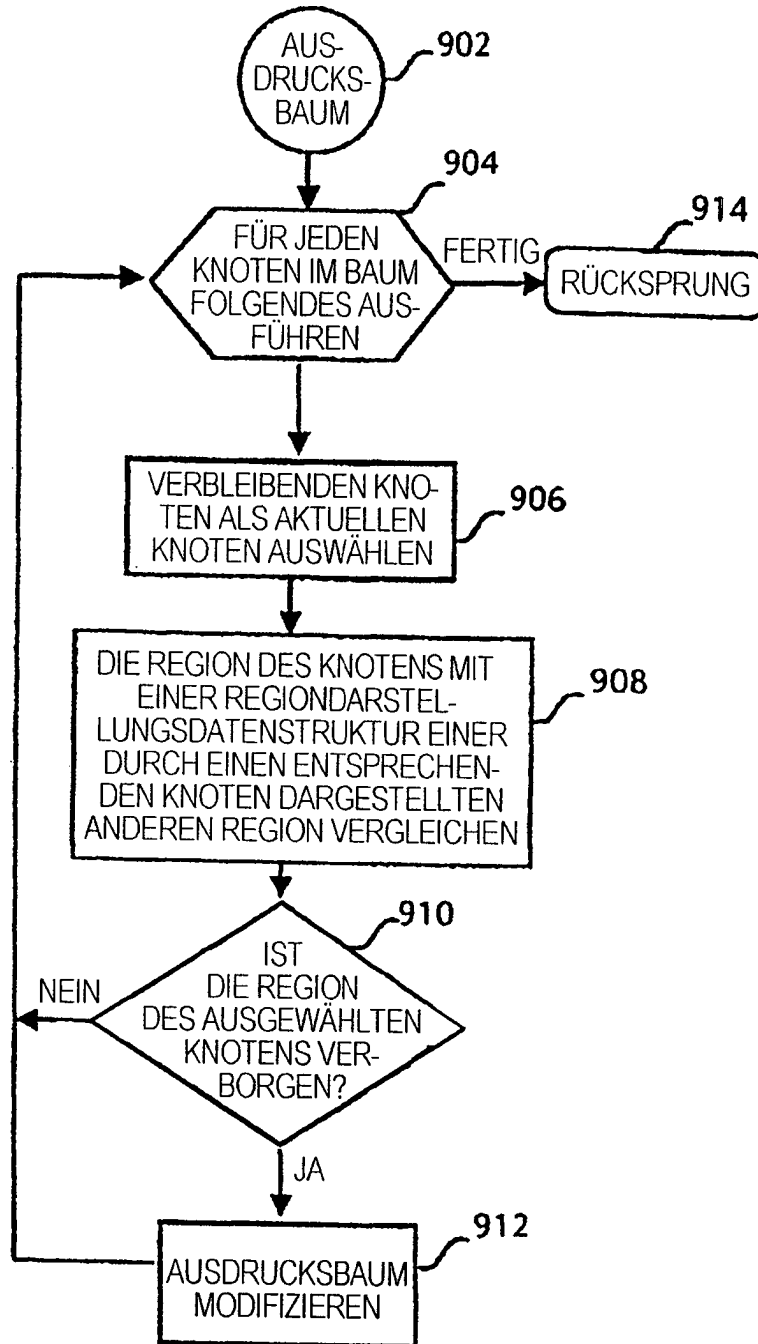 AUS-
DRUCKS-
BAUM
902
904
FÜR JEDEN
KNOTEN IM BAUM
FOLGENDES AUS-
FÜHREN
FERTIG
914
RÜCKSPRUNG
VERBLEIBENDEN KNO-
TEN ALS AKTUELLEN
KNOTEN AUSWÄHLEN
906
DIE REGION DES KNOTENS MIT
EINER REGIONDARSTEL-
LUNGSDATENSTRUKTUR EINER
DURCH EINEN ENTSPRECHEN-
DEN KNOTEN DARGESTELLTEN
ANDEREN REGION VERGLEICHEN
908
910
IST
DIE REGION
DES AUSGEWÄHLTEN
KNOTENS VER-
BORGEN?
NEIN
JA
912
AUSDRUCKSBAUM
MODIFIZIEREN